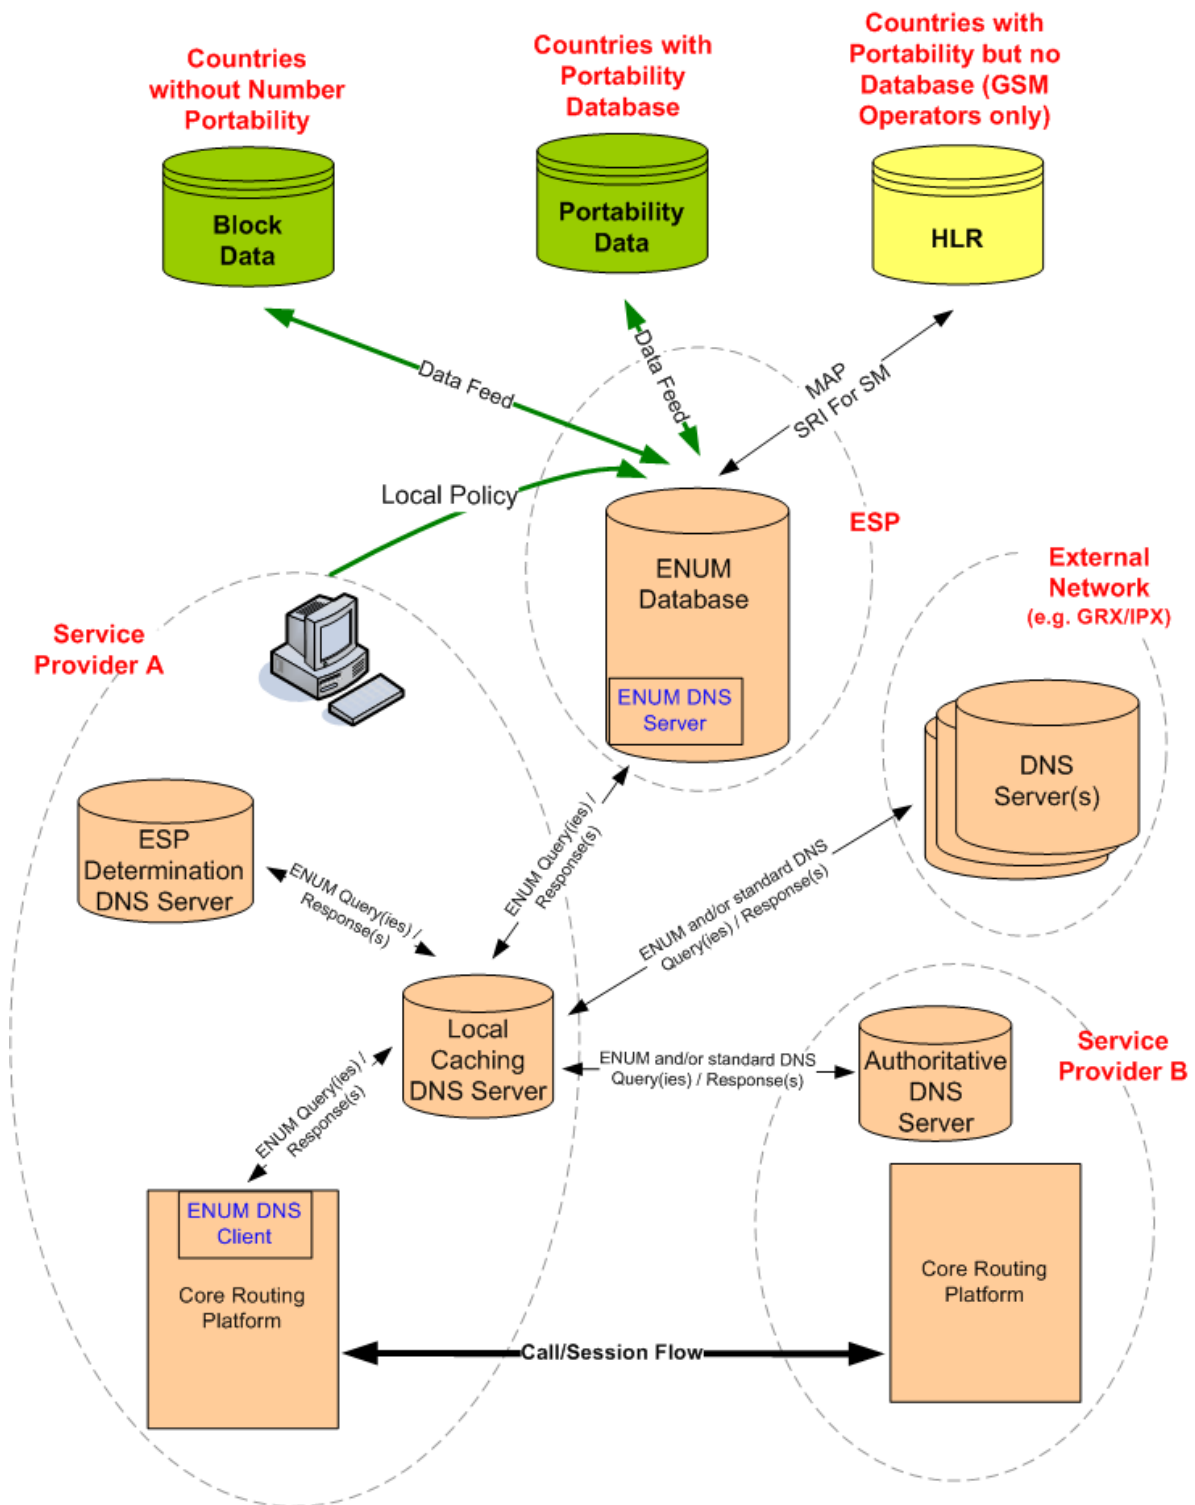 Countries
without Number
Portability
Countries with
Portability
Database
Countries with
Portability but no
Database (GSM
Operators only)
Block
Data
Portability
Data
HLR
Data Feed
Data Feed
MAP
SRI For SM
Local Policy
ESP
ENUM
Database
ENUM DNS
Server
External
Network
(e.g. GRX/IPX)
DNS
Server(s)
Service
Provider A
ESP
Determination
DNS Server
ENUM Query(ies) /
Response(s)
ENUM Query(ies) /
Response(s)
ENUM and/or standard DNS
Query(ies) / Response(s)
Local
Caching
DNS Server
ENUM and/or standard DNS
Query(ies) / Response(s)
Authoritative
DNS
Server
Service
Provider B
ENUM Query(ies) /
Response(s)
ENUM DNS
Client
Core Routing
Platform
Core Routing
Platform
Call/Session Flow